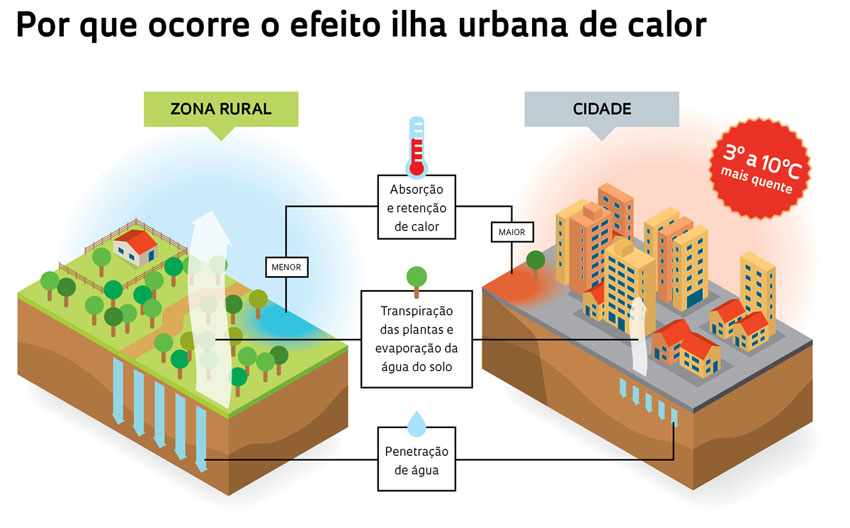 Por que ocorre o efeito ilha urbana de calor
ZONA RURAL
CIDADE
3° a 10°C
mais quente
Absorção
e retenção
de calor
MENOR
MAIOR
Transpiração
das plantas e
evaporação da
água do solo
Penetração
de água